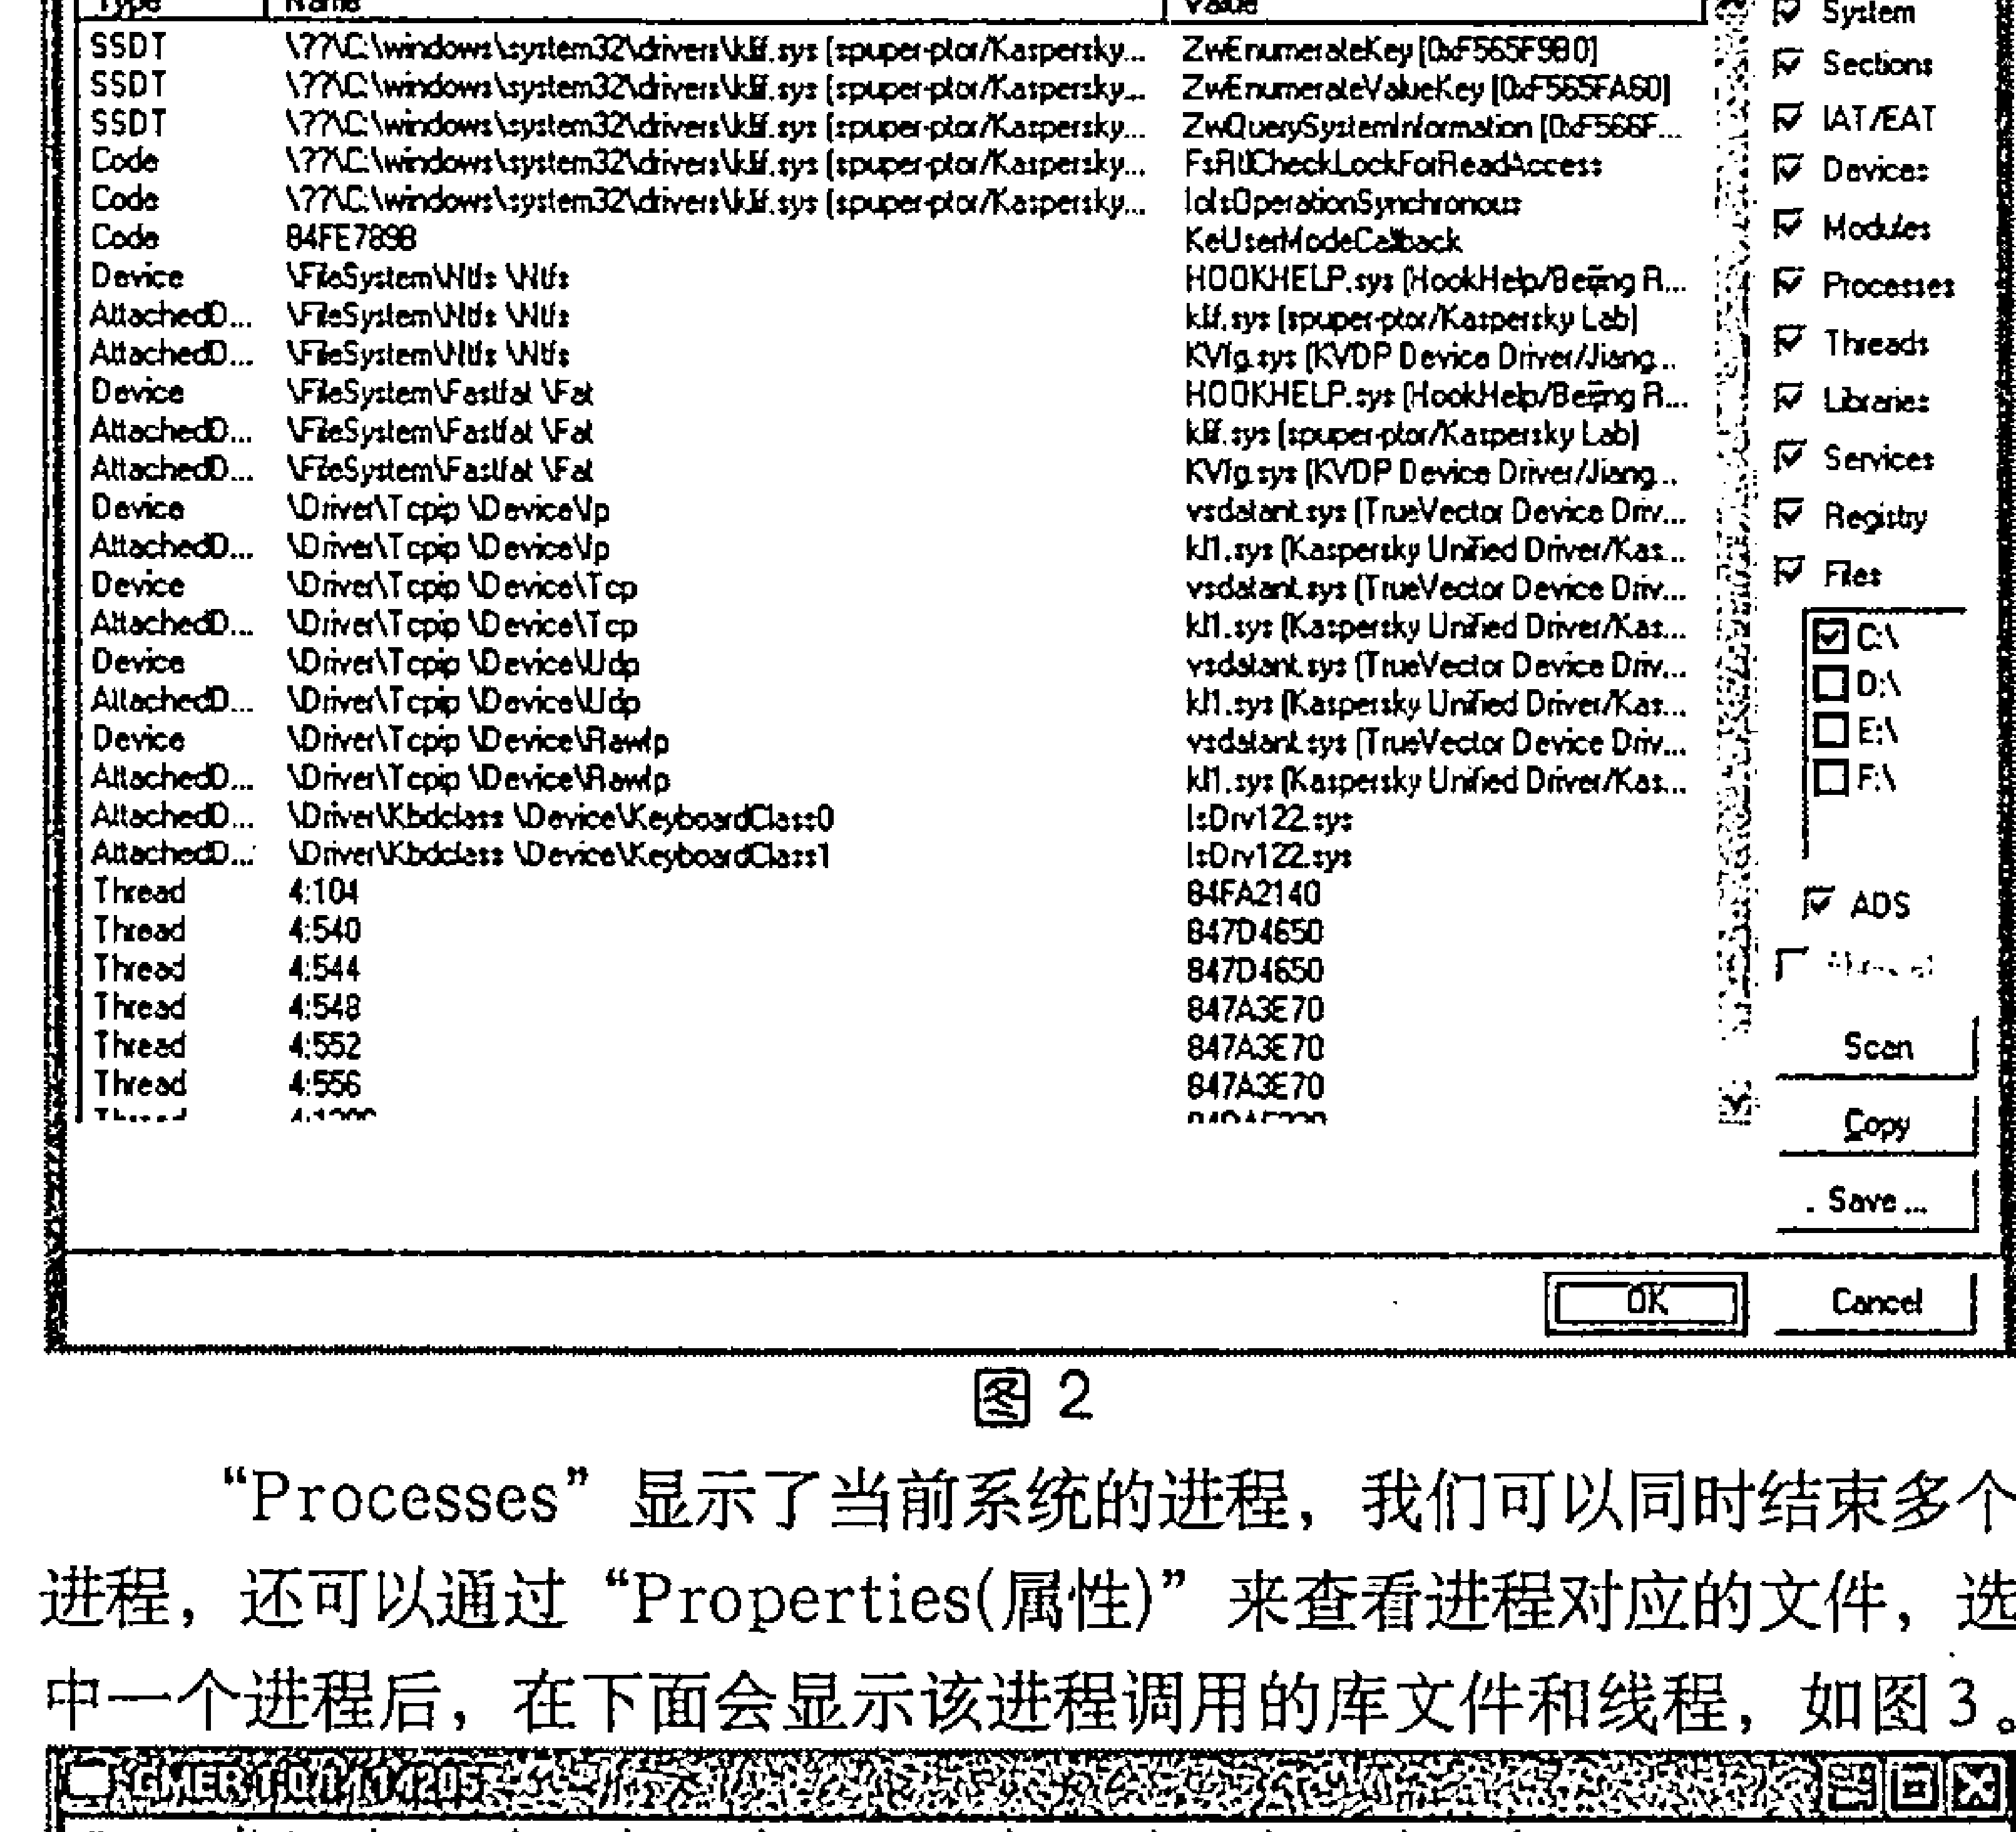 Type Name Value
SSDT \??\C:\windows\system32\drivers\klif.sys (spuper-ptor/Kaspersky... ZwEnumerateKey [0xF565F9B0]
SSDT \??\C:\windows\system32\drivers\klif.sys (spuper-ptor/Kaspersky... ZwEnumerateValueKey [0xF565FA60]
SSDT \??\C:\windows\system32\drivers\klif.sys (spuper-ptor/Kaspersky... ZwQuerySystemInformation [0xF566F...
Code \??\C:\windows\system32\drivers\klif.sys (spuper-ptor/Kaspersky... FsRtlCheckLockForReadAccess
Code \??\C:\windows\system32\drivers\klif.sys (spuper-ptor/Kaspersky... IoIsOperationSynchronous
Code 84FE7898 KeUserModeCallback
Device \FileSystem\Ntfs \Ntfs HOOKHELP.sys (HookHelp/Beijing R...
AttachedD... \FileSystem\Ntfs \Ntfs klif.sys (spuper-ptor/Kaspersky Lab)
AttachedD... \FileSystem\Ntfs \Ntfs KVfg.sys (KVDP Device Driver/Jiang...
Device \FileSystem\Fastfat \Fat HOOKHELP.sys (HookHelp/Beijing R...
AttachedD... \FileSystem\Fastfat \Fat klif.sys (spuper-ptor/Kaspersky Lab)
AttachedD... \FileSystem\Fastfat \Fat KVfg.sys (KVDP Device Driver/Jiang...
Device \Driver\Tcpip \Device\Ip vsdatant.sys (TrueVector Device Driv...
AttachedD... \Driver\Tcpip \Device\Ip kl1.sys (Kaspersky Unified Driver/Kas...
Device \Driver\Tcpip \Device\Tcp vsdatant.sys (TrueVector Device Driv...
AttachedD... \Driver\Tcpip \Device\Tcp kl1.sys (Kaspersky Unified Driver/Kas...
Device \Driver\Tcpip \Device\Udp vsdatant.sys (TrueVector Device Driv...
AttachedD... \Driver\Tcpip \Device\Udp kl1.sys (Kaspersky Unified Driver/Kas...
Device \Driver\Tcpip \Device\RawIp vsdatant.sys (TrueVector Device Driv...
AttachedD... \Driver\Tcpip \Device\RawIp kl1.sys (Kaspersky Unified Driver/Kas...
AttachedD... \Driver\Kbdclass \Device\KeyboardClass0 IsDrv122.sys
AttachedD... \Driver\Kbdclass \Device\KeyboardClass1 IsDrv122.sys
Thread 4:104 84FA2140
Thread 4:540 847D4650
Thread 4:544 847D4650
Thread 4:548 847A3E70
Thread 4:552 847A3E70
Thread 4:556 847A3E70
Thread
System
Sections
IAT/EAT
Devices
Modules
Processes
Threads
Libraries
Services
Registry
Files
C:\
D:\
E:\
F:\
ADS
Scan
Copy
Save ...
OK Cancel
图 2
“Processes”显示了当前系统的进程，我们可以同时结束多个
进程，还可以通过“Properties(属性)”来查看进程对应的文件，选
中一个进程后，在下面会显示该进程调用的库文件和线程，如图 3。
GMER